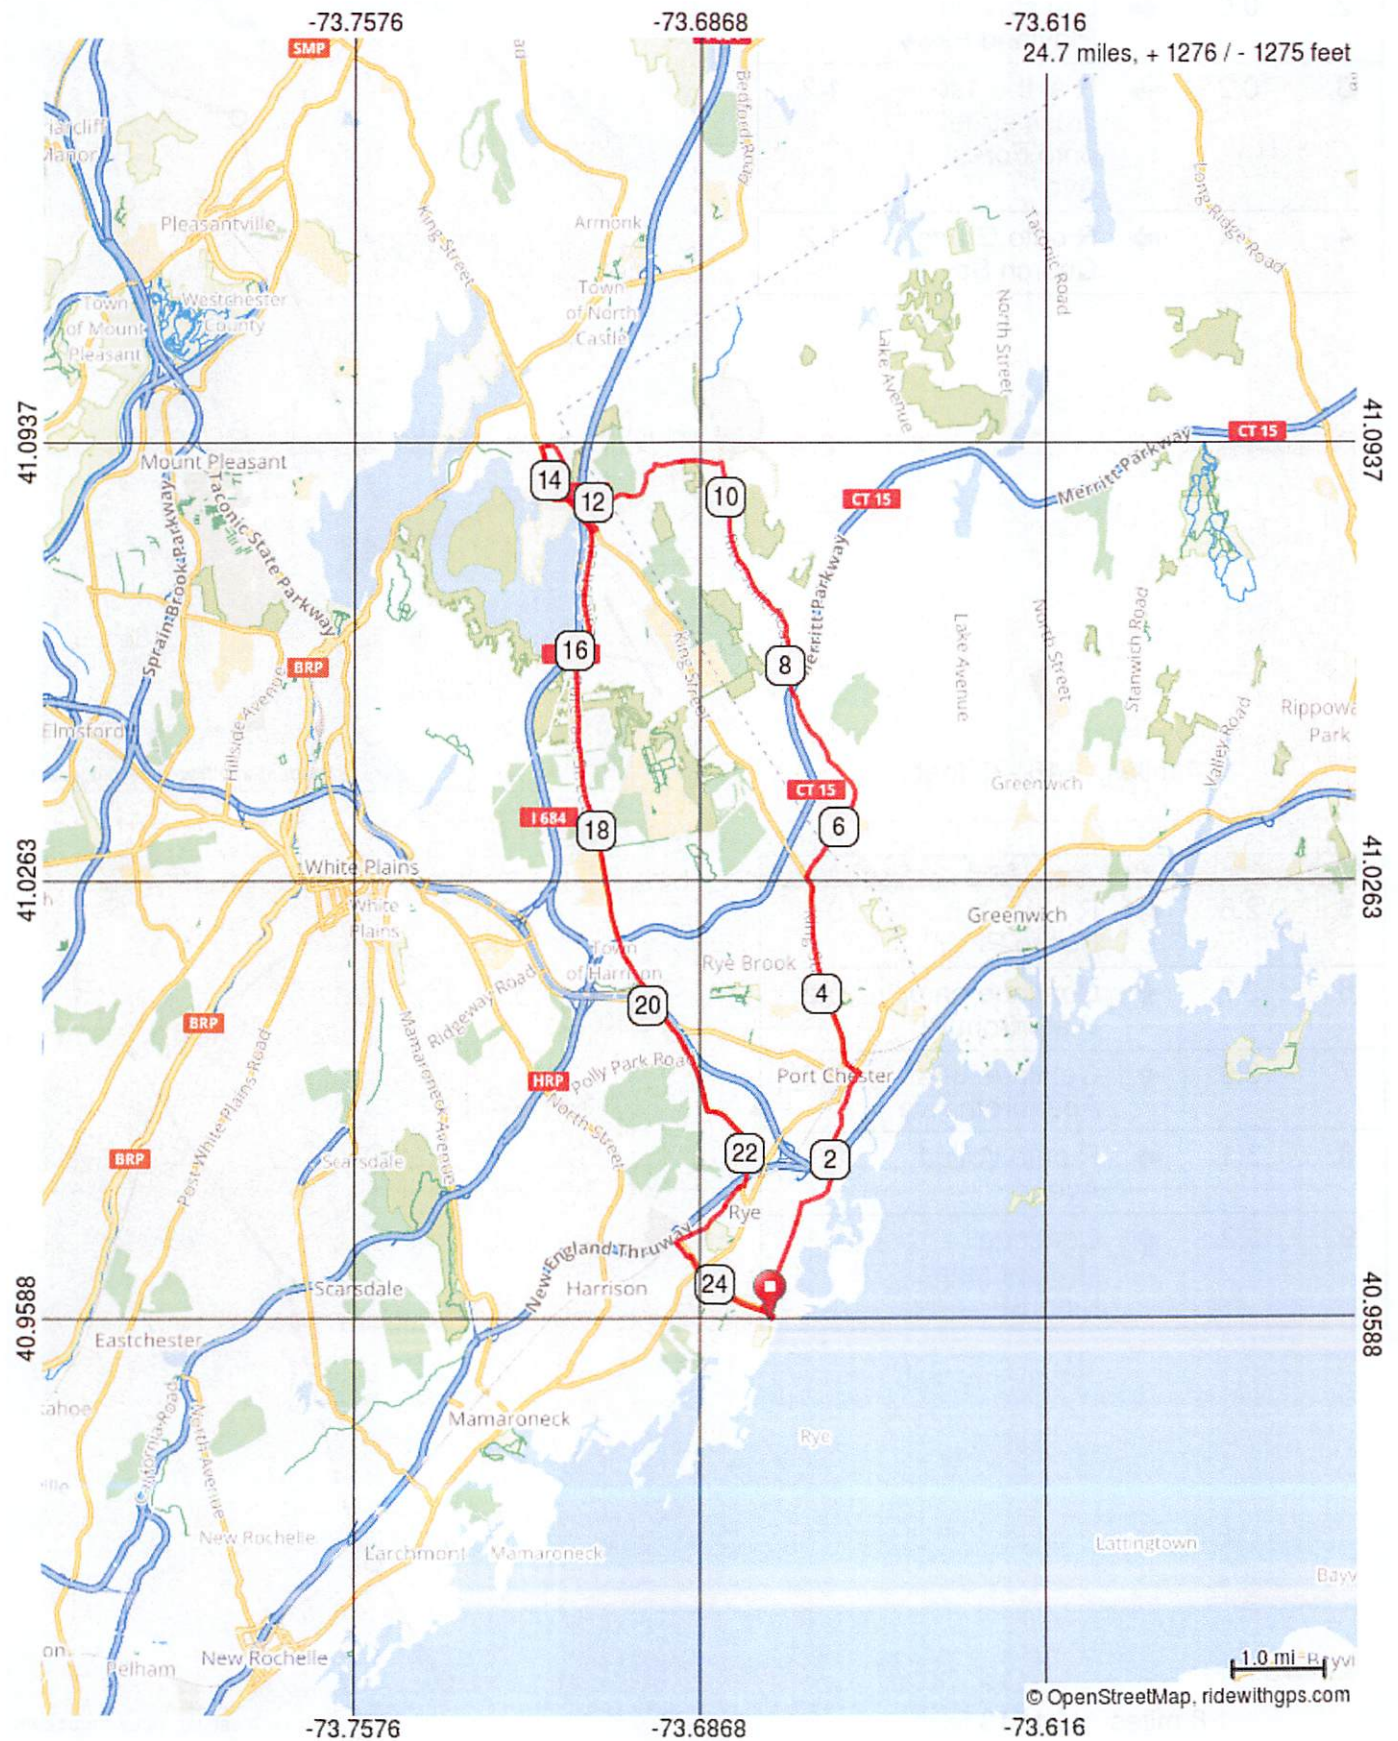 -73.7576
-73.6868
-73.616
24.7 miles, + 1276 / - 1275 feet
SMP
Bedford Road
Manor
Long Ridge Road
Pleasantville
King Street
Armonk
Taconic Road
Town
of Mount
Pleasant
Westchester
County
Town
of North
Castle
North Street
Lake Avenue
41.0937
41.0937
CT 15
Merritt Parkway
Mount Pleasant
14
12
10
CT 15
Taconic State Parkway
Sprain Brook Parkway
Merritt Parkway
Lake Avenue
North Street
Stanwich Road
16
King Street
8
BRP
Hillside Avenue
Elmsford
Valley Road
Park
Greenwich
CT 15
I 684
18
6
41.0263
41.0263
White Plains
White
Plains
Greenwich
Town
of Harrison
Rye Brook
Ridgeway Road
4
20
BRP
Mamaroneck Avenue
Polly Park Road
Port Chester
HRP
North Street
Post White Plains Road
BRP
Scarsdale
22
2
Rye
New England Thruway
Scarsdale
Harrison
24
40.9588
40.9588
Eastchester
California Road
North Avenue
Mamaroneck
Rye
New Rochelle
Larchmont
Mamaroneck
Lattingtown
New Rochelle
Pelham
1.0 mi
© OpenStreetMap, ridewithgps.com
-73.7576
-73.6868
-73.616